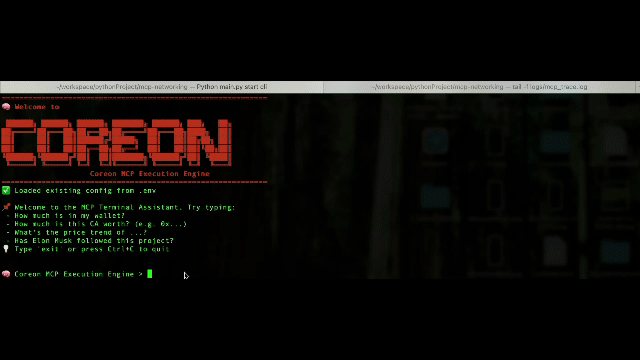 ~/workspace/pythonProject/mcp-networking — Python main.py start cli
~/workspace/pythonProject/mcp-networking — tail -f logs/mcp_trace.log
🧠 Welcome to
COREON
Coreon MCP Execution Engine
✅ Loaded existing config from .env
📌 Welcome to the MCP Terminal Assistant. Try typing:
- How much is in my wallet?
- How much is this CA worth? (e.g. 0x...)
- What's the price trend of ...?
- Has Elon Musk followed this project?
💡 Type 'exit' or press Ctrl+C to quit
🧠 Coreon MCP Execution Engine >